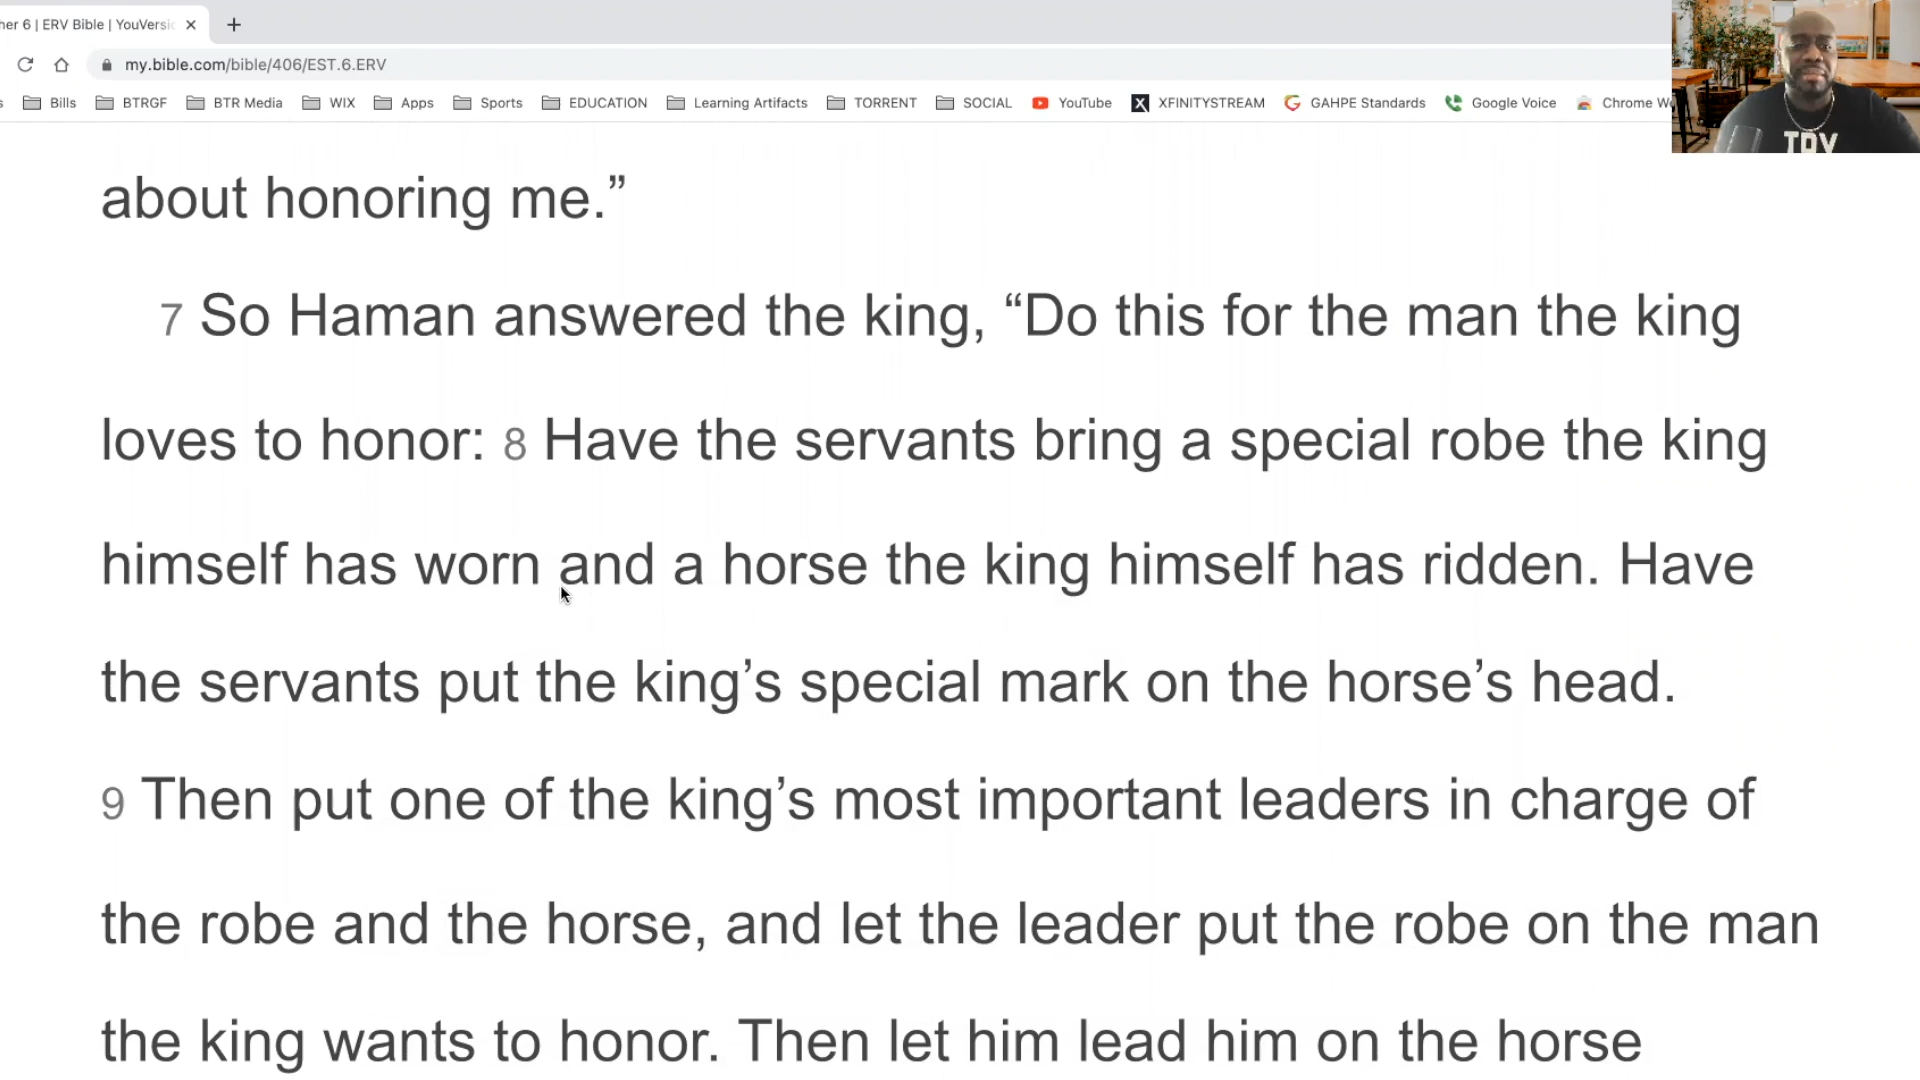 her 6 | ERV Bible | YouVersi
my.bible.com/bible/406/EST.6.ERV
s Bills BTRGF BTR Media WIX Apps Sports EDUCATION Learning Artifacts TORRENT SOCIAL YouTube XFINITYSTREAM GAHPE Standards Google Voice Chrome We
about honoring me.”
7 So Haman answered the king, “Do this for the man the king
loves to honor: 8 Have the servants bring a special robe the king
himself has worn and a horse the king himself has ridden. Have
the servants put the king’s special mark on the horse’s head.
9 Then put one of the king’s most important leaders in charge of
the robe and the horse, and let the leader put the robe on the man
the king wants to honor. Then let him lead him on the horse